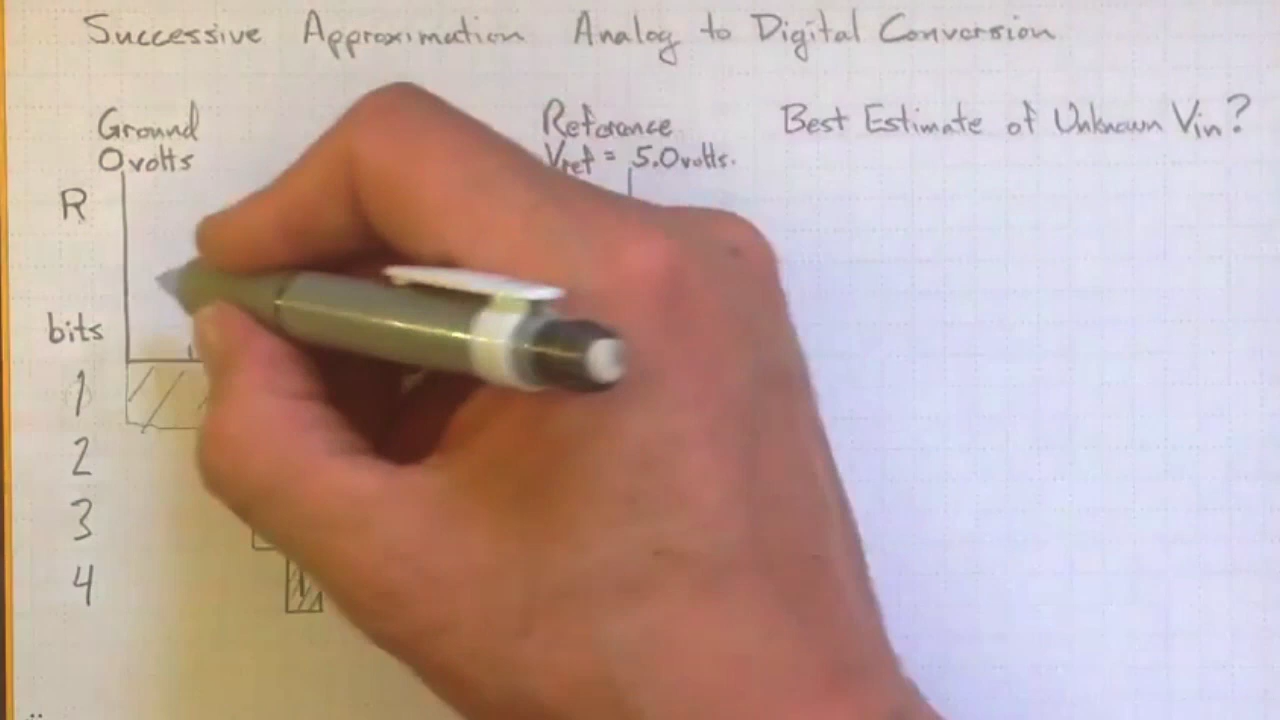 Successive Approximation Analog to Digital Conversion
Ground
0 volts
Reference
Vref = 5.0 volts.
Best Estimate of Unknown Vin?
R
bits
1
2
3
4